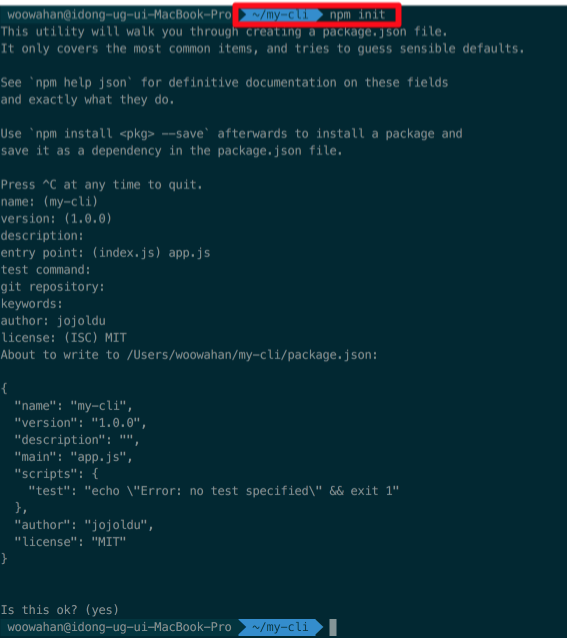 woowahan@idong-ug-ui-MacBook-Pro ~/my-cli npm init
This utility will walk you through creating a package.json file.
It only covers the most common items, and tries to guess sensible defaults.
See `npm help json` for definitive documentation on these fields
and exactly what they do.
Use `npm install <pkg> --save` afterwards to install a package and
save it as a dependency in the package.json file.
Press ^C at any time to quit.
name: (my-cli)
version: (1.0.0)
description:
entry point: (index.js) app.js
test command:
git repository:
keywords:
author: jojoldu
license: (ISC) MIT
About to write to /Users/woowahan/my-cli/package.json:
{
  "name": "my-cli",
  "version": "1.0.0",
  "description": "",
  "main": "app.js",
  "scripts": {
    "test": "echo \"Error: no test specified\" && exit 1"
  },
  "author": "jojoldu",
  "license": "MIT"
}
Is this ok? (yes)
woowahan@idong-ug-ui-MacBook-Pro ~/my-cli